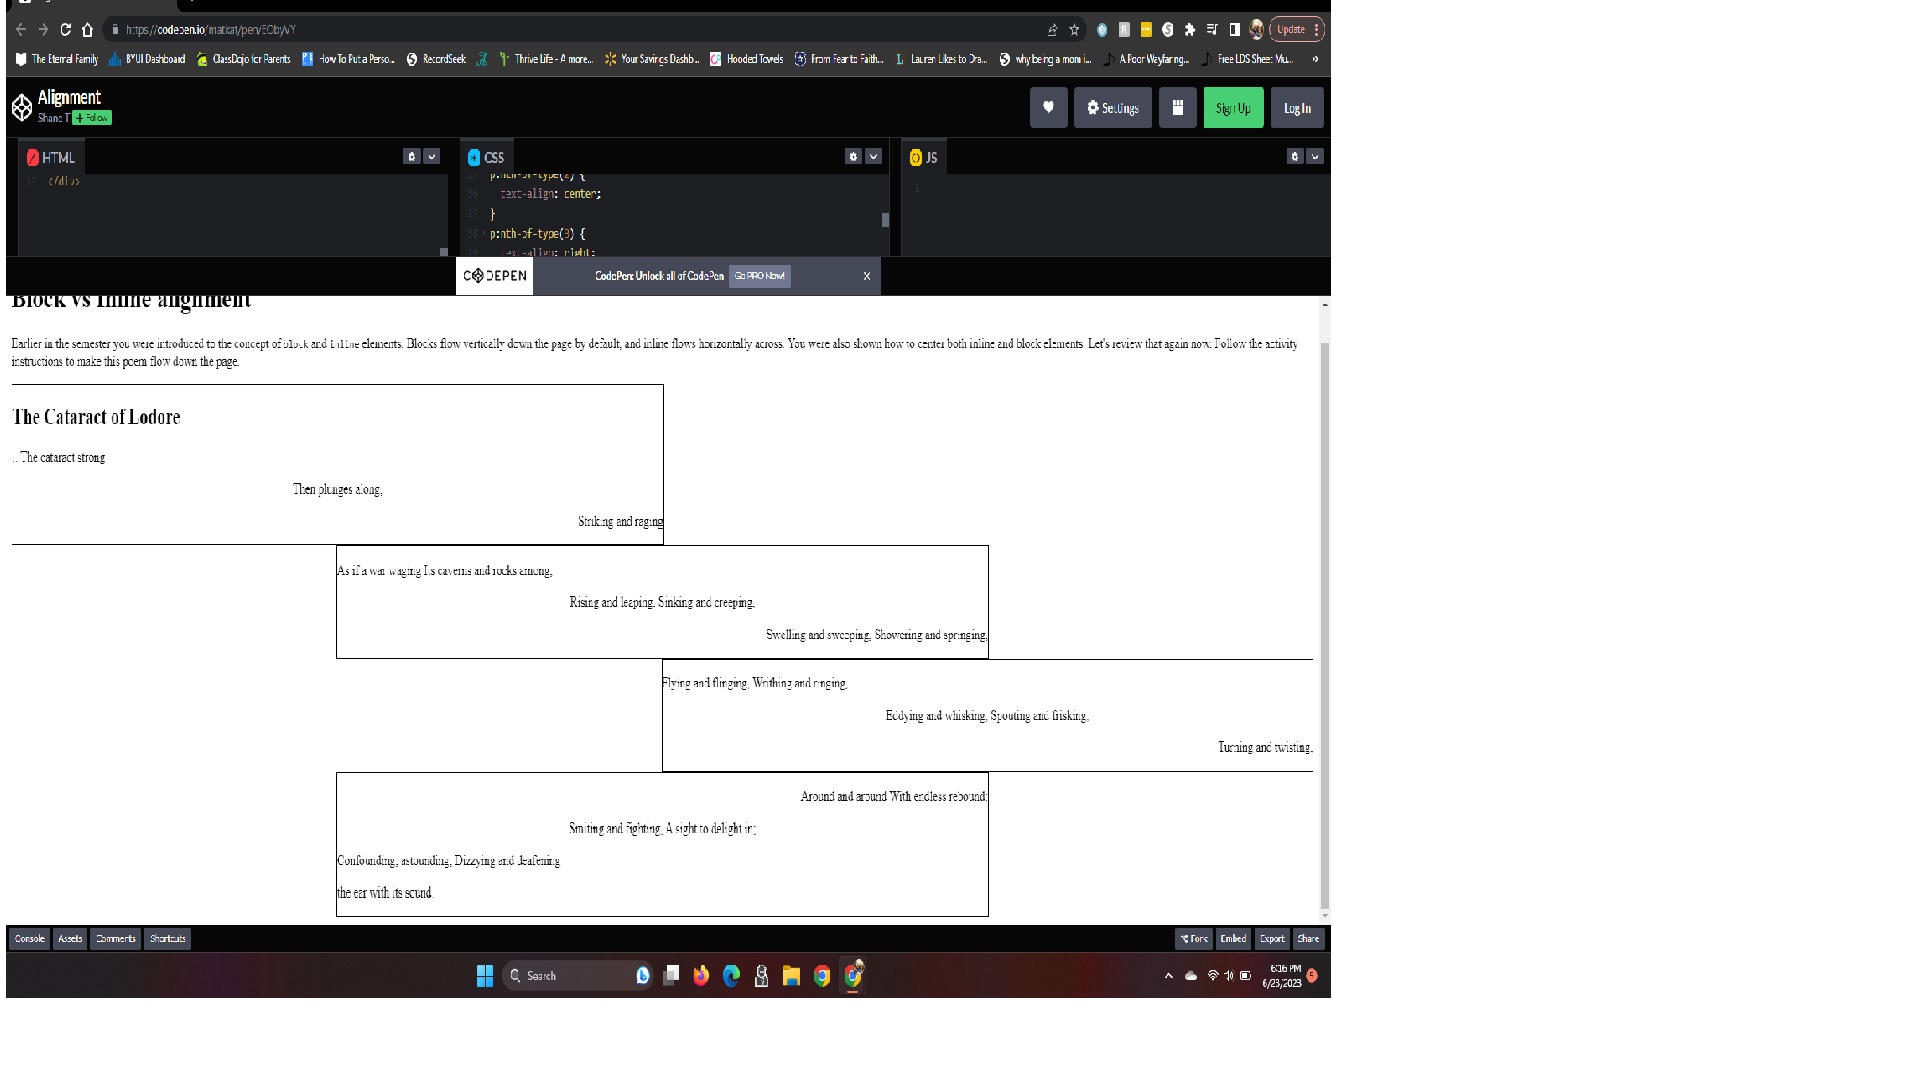 https://codepen.io/matkat/pen/EObyVY
Update
The Eternal Family
BYUI Dashboard
ClassDojo for Parents
How To Put a Perso...
RecordSeek
Thrive Life - A more...
Your Savings Dashb...
Hooded Towels
From Fear to Faith...
Lauren Likes to Dra...
why being a mom i...
A Poor Wayfaring...
Free LDS Sheet Mu...
»
Alignment
Shane T + Follow
Settings
Sign Up
Log In
HTML
</div>
CSS
p:nth-of-type(2) {
16 text-align: center;
17 }
18 p:nth-of-type(3) {
19 text-align: right;
JS
1
CODEPEN
CodePen: Unlock all of CodePen
Go PRO Now!
X
Block vs Inline alignment
Earlier in the semester you were introduced to the concept of block and inline elements. Blocks flow vertically down the page by default, and inline flows horizontally across. You were also shown how to center both inline and block elements. Let's review that again now. Follow the activity
instructions to make this poem flow down the page.
The Cataract of Lodore
... The cataract strong
Then plunges along,
Striking and raging
As if a war waging Its caverns and rocks among,
Rising and leaping, Sinking and creeping,
Swelling and sweeping, Showering and springing,
Flying and flinging, Writhing and ringing,
Eddying and whisking, Spouting and frisking,
Turning and twisting,
Around and around With endless rebound;
Smiting and fighting, A sight to delight in;
Confounding, astounding, Dizzying and deafening
the ear with its sound.
Console
Assets
Comments
Shortcuts
Fork
Embed
Export
Share
Search
6:16 PM
6/23/2023
5